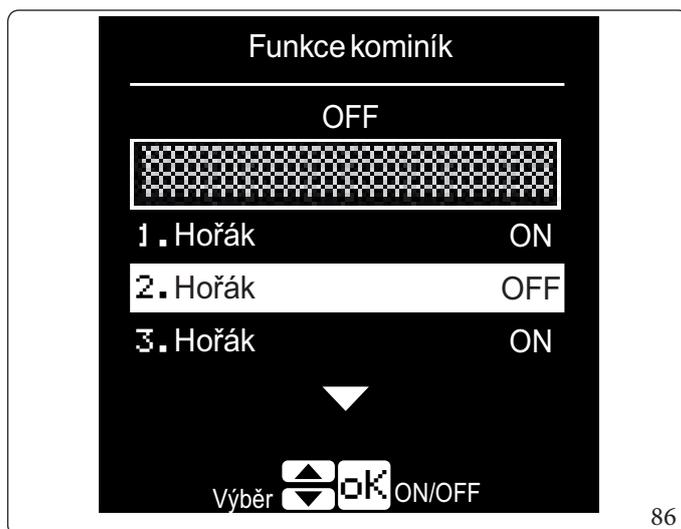 Funkce kominík
OFF
1. Hořák ON
2. Hořák OFF
3. Hořák ON
Výběr oK ON/OFF
86